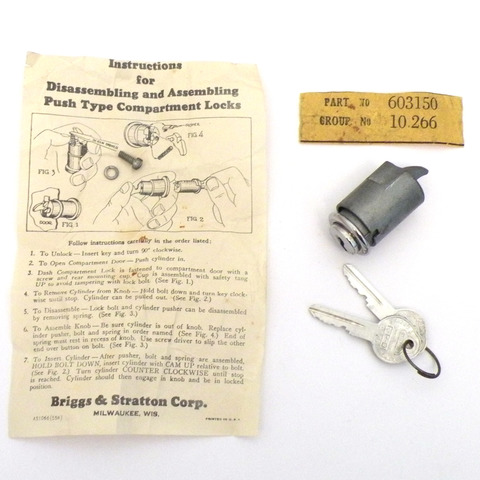 Instructions
for
Disassembling and Assembling
Push Type Compartment Locks
FIG. 4
FIG. 3
DOOR
FIG. 1
FIG. 2
Follow instructions carefully in the order listed:
1. To Unlock — Insert key and turn 90° clockwise.
2. To Open Compartment Door — Push cylinder in.
3. Dash Compartment Lock is fastened to compartment door with a
screw and rear mounting cup. Cup is assembled with safety tang
UP to avoid tampering with lock bolt. (See Fig. 1.)
4. To Remove Cylinder from Knob — Hold bolt down and turn key clock-
wise until stop. Cylinder can be pulled out. (See Fig. 2.)
5. To Disassemble — Lock bolt and cylinder pusher can be disassembled
by removing spring. (See Fig. 3.)
6. To Assemble Knob — Be sure cylinder is out of knob. Replace cyl-
inder pusher, bolt and spring in order named. (See Fig. 4.) End of
spring must rest in recess of knob. Use screw driver to slip the other
end over button on bolt. (See Fig. 3.)
7. To Insert Cylinder — After pusher, bolt and spring are assembled,
HOLD BOLT DOWN, insert cylinder with CAM UP relative to bolt.
(See Fig. 2.) Turn cylinder COUNTER CLOCKWISE until stop
is reached. Cylinder should then engage in knob and be in locked
position.
Briggs & Stratton Corp.
MILWAUKEE, WIS.
PRINTED IN U.S.A.
PART NO 603150
GROUP NO 10.266